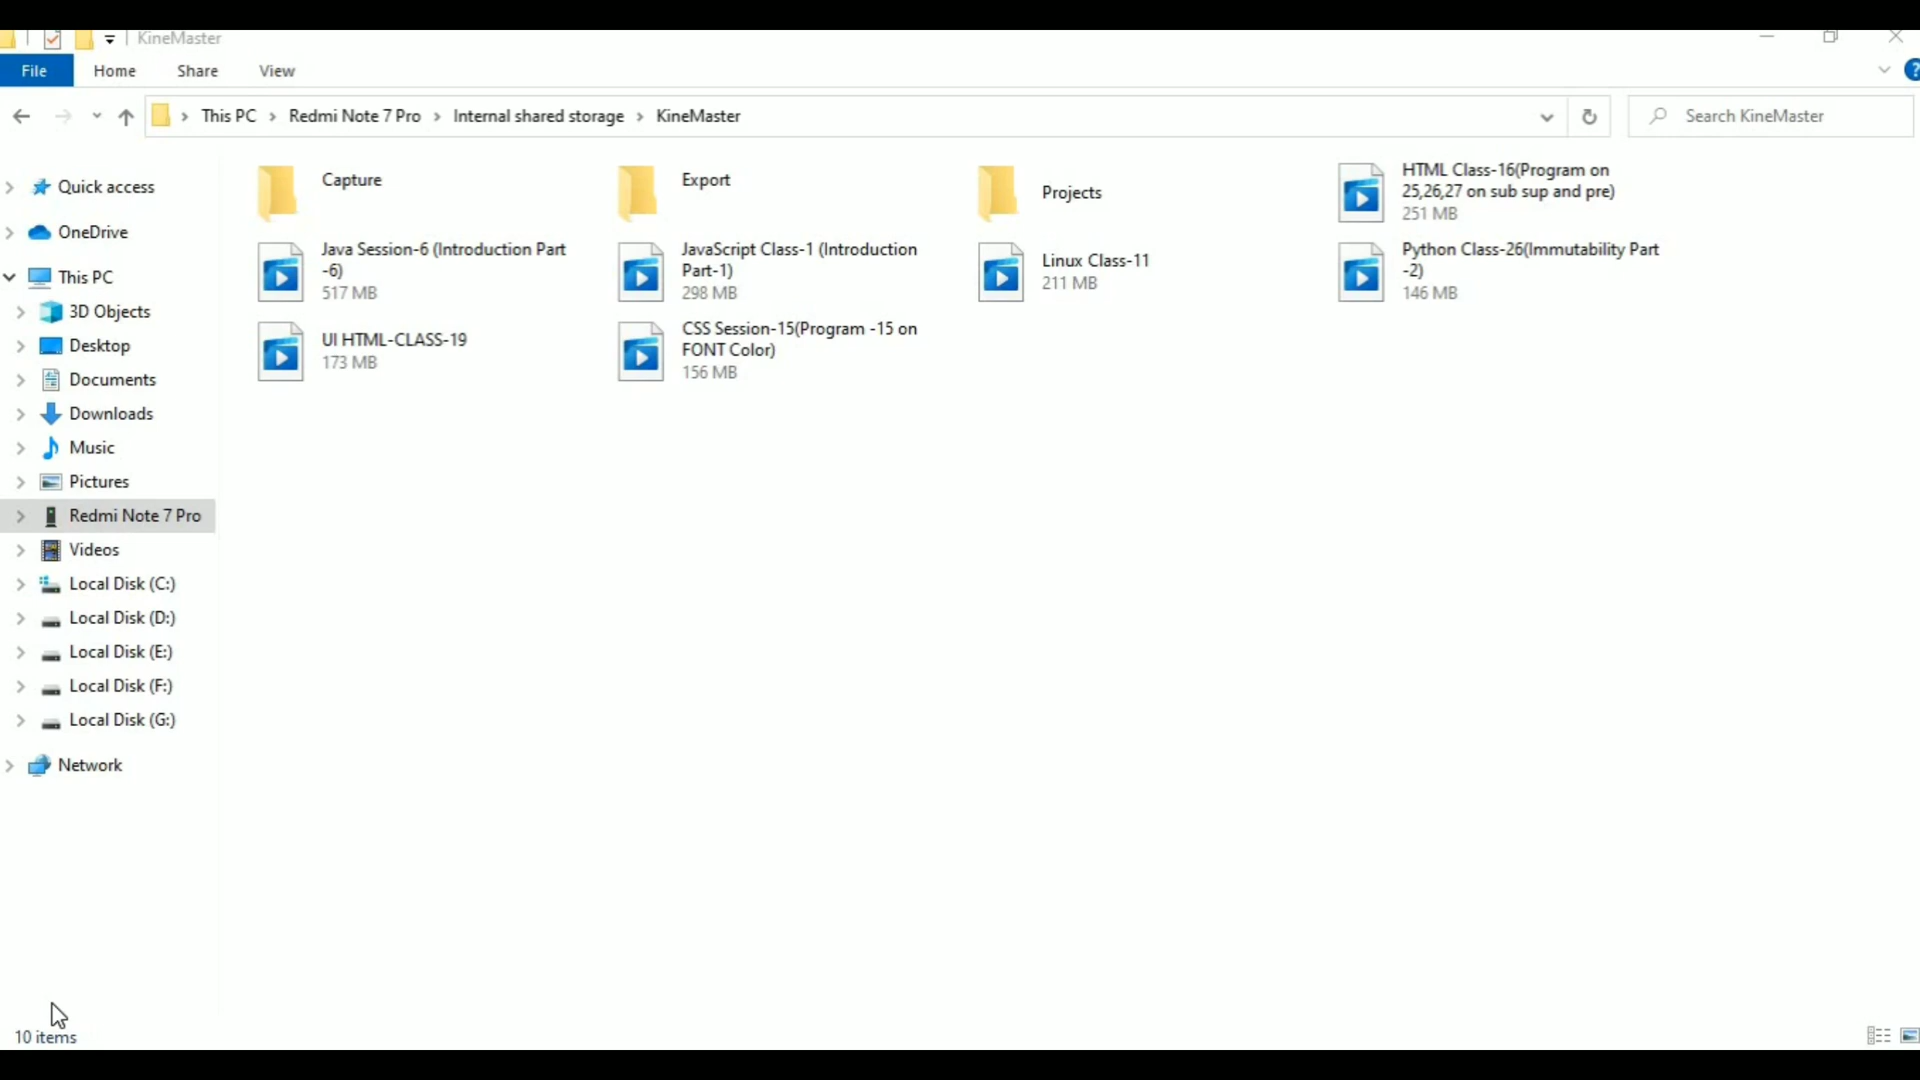 KineMaster
File Home Share View
This PC Redmi Note 7 Pro Internal shared storage KineMaster Search KineMaster
Quick access
OneDrive
This PC
3D Objects
Desktop
Documents
Downloads
Music
Pictures
Redmi Note 7 Pro
Videos
Local Disk (C:)
Local Disk (D:)
Local Disk (E:)
Local Disk (F:)
Local Disk (G:)
Network
Capture
Export
Projects
HTML Class-16(Program on
25,26,27 on sub sup and pre)
251 MB
Java Session-6 (Introduction Part
-6)
517 MB
JavaScript Class-1 (Introduction
Part-1)
298 MB
Linux Class-11
211 MB
Python Class-26(Immutability Part
-2)
146 MB
UI HTML-CLASS-19
173 MB
CSS Session-15(Program -15 on
FONT Color)
156 MB
10 items